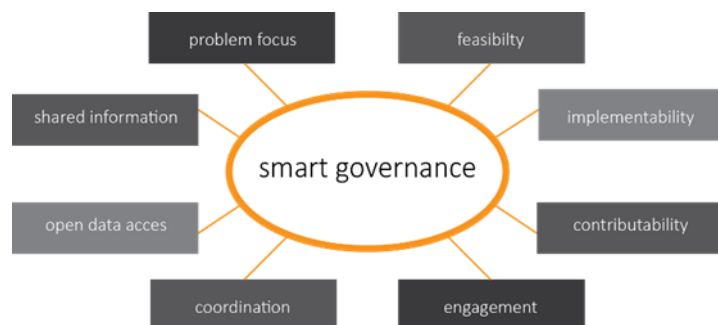 problem focus
feasibilty
shared information
implementability
smart governance
open data acces
contributability
coordination
engagement